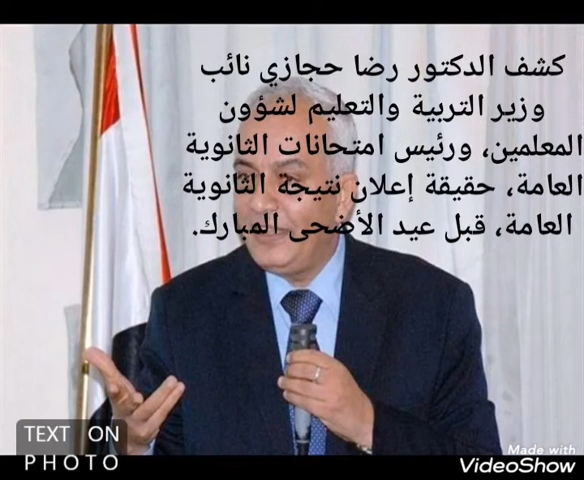 كشف الدكتور رضا حجازي نائب
وزير التربية والتعليم لشؤون
المعلمين، ورئيس امتحانات الثانوية
العامة، حقيقة إعلان نتيجة الثانوية
العامة، قبل عيد الأضحى المبارك.
TEXT ON
PHOTO
Made with
VideoShow